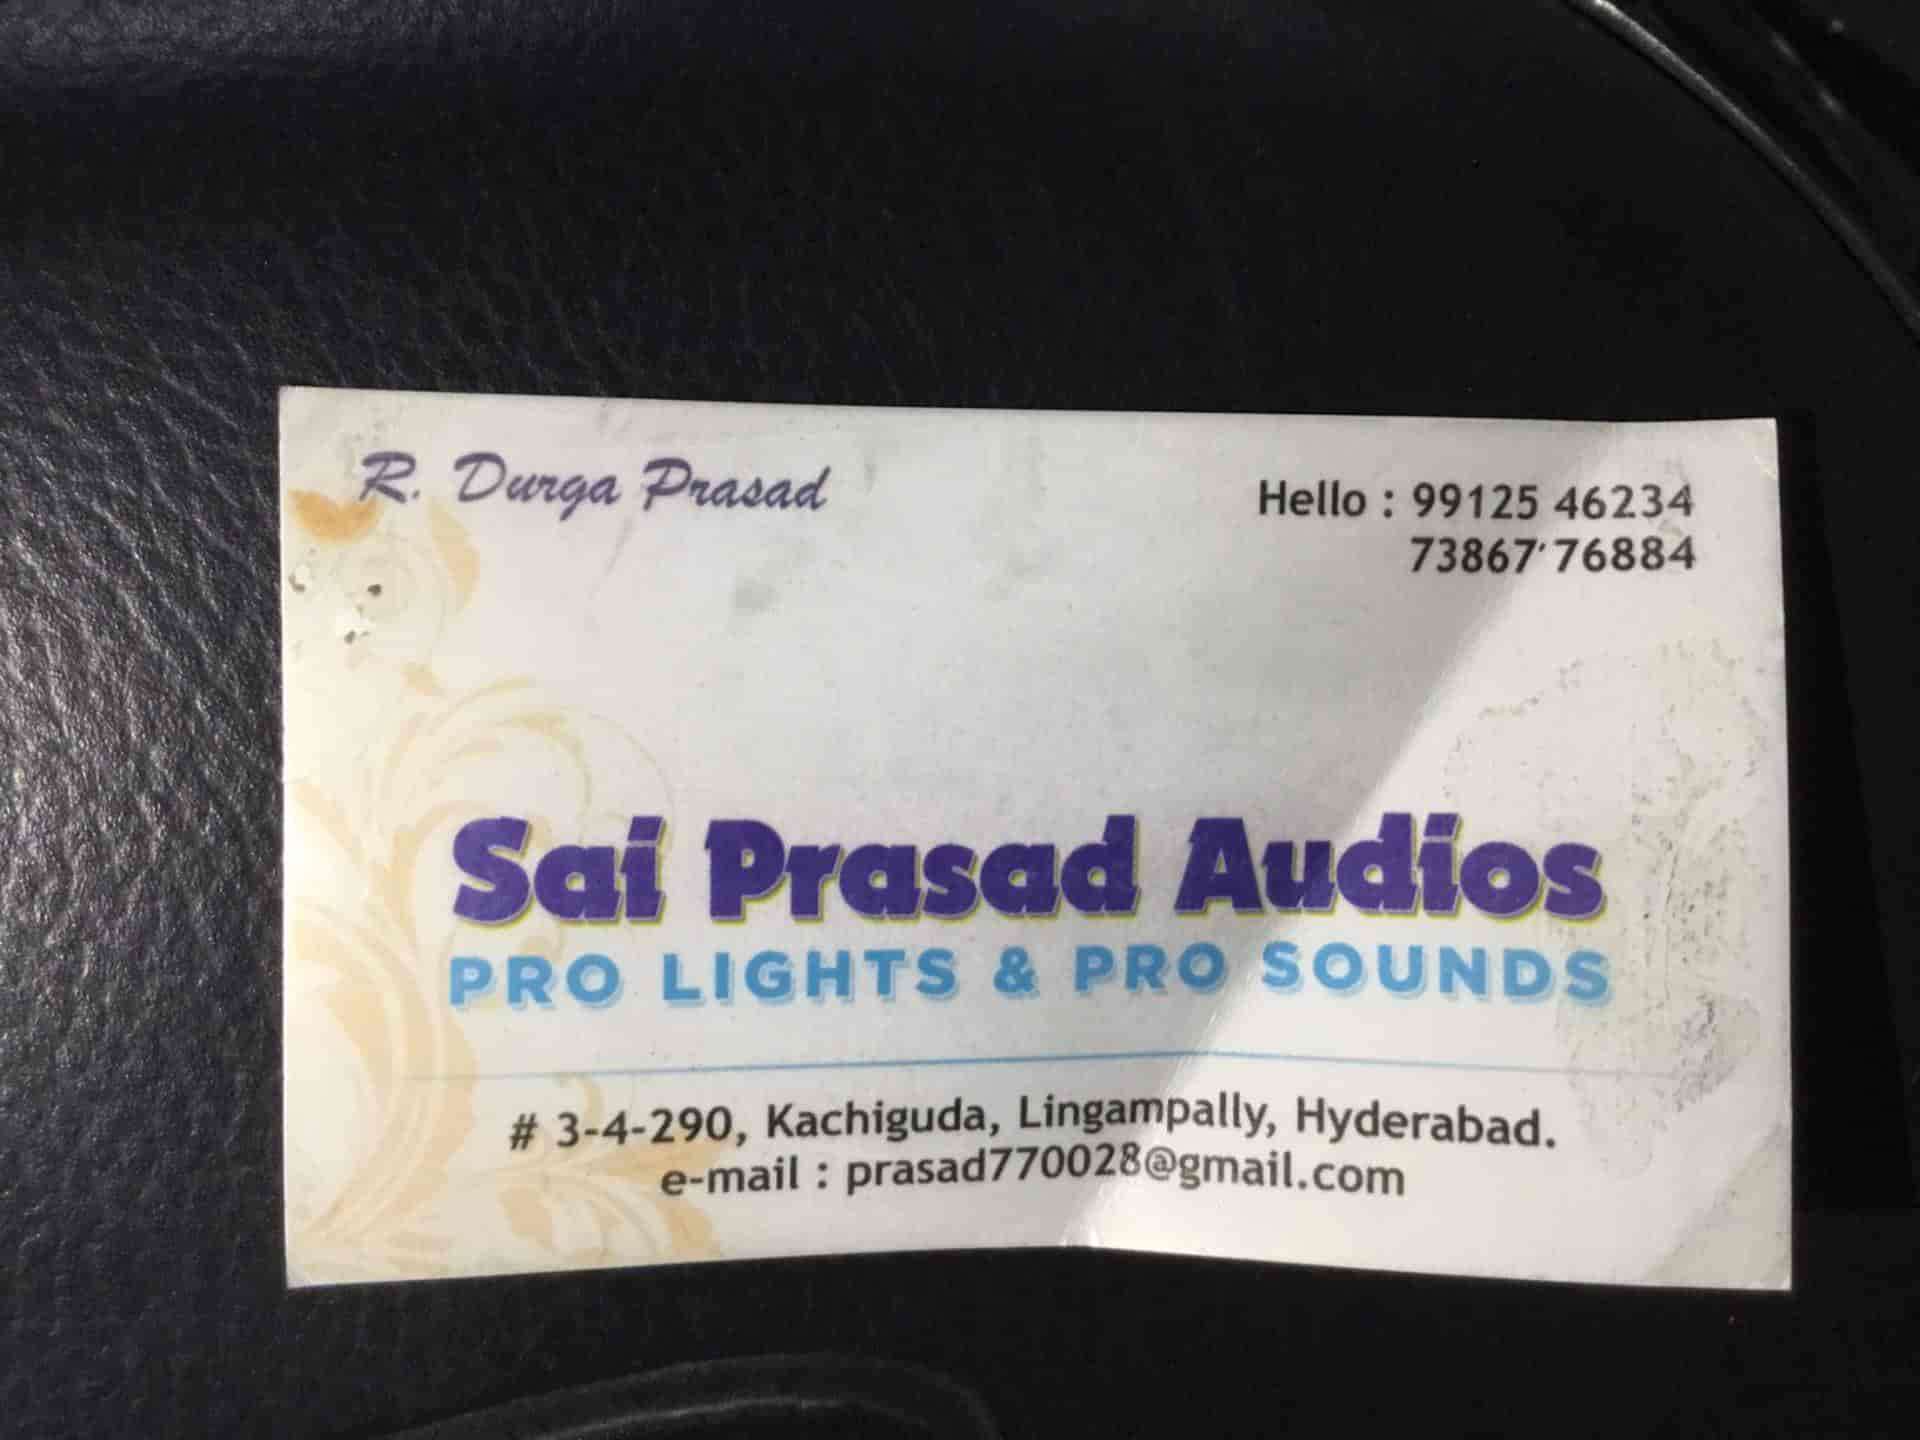 R. Durga Prasad
Hello : 99125 46234
73867 76884
Sai Prasad Audios
PRO LIGHTS & PRO SOUNDS
# 3-4-290, Kachiguda, Lingampally, Hyderabad.
e-mail : prasad770028@gmail.com